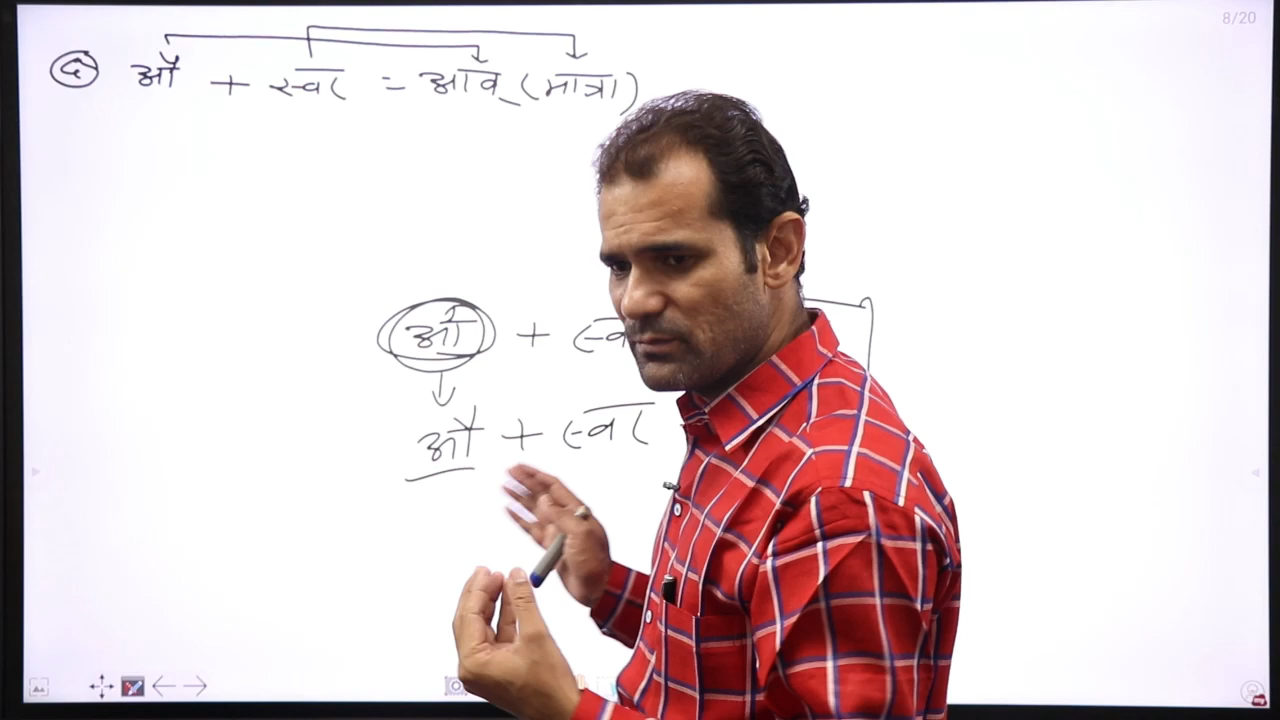 8/20
(द) औ + स्वर = आव् (मात्रा)
ओ + स्व
औ + स्वर